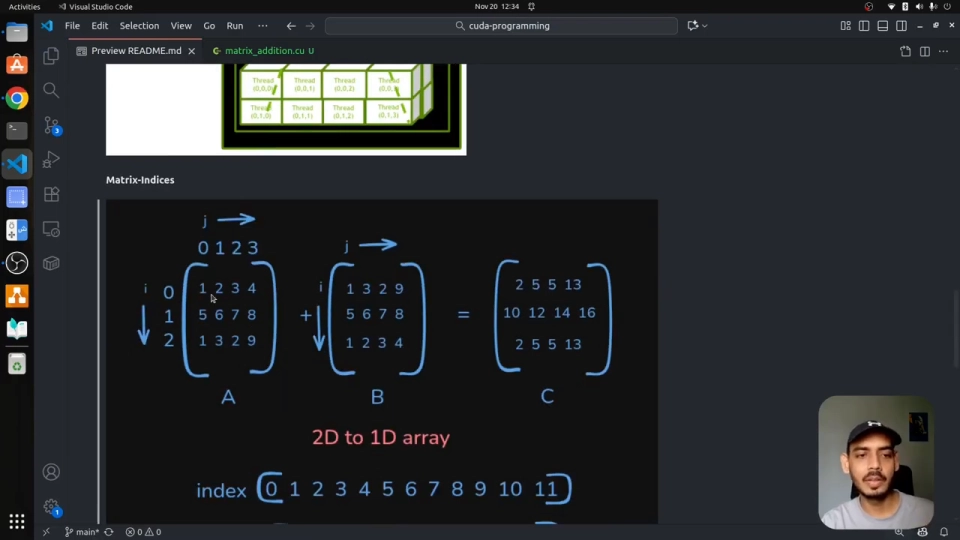 Activities
Visual Studio Code
Nov 20 12:34
File Edit Selection View Go Run ...
cuda-programming
Preview README.md
matrix_addition.cu U
Thread Thread Thread Thread
(0,0,0) (0,0,1) (0,0,2) (0,0,3)
Thread Thread Thread Thread
(0,1,0) (0,1,1) (0,1,2) (0,1,3)
Matrix-Indices
j
0 1 2 3
j
i 0 1 2 3 4
1 5 6 7 8
2 1 3 2 9
+
i 1 3 2 9
5 6 7 8
1 2 3 4
=
2 5 5 13
10 12 14 16
2 5 5 13
A B C
2D to 1D array
index 0 1 2 3 4 5 6 7 8 9 10 11
3
1
main*
0 0